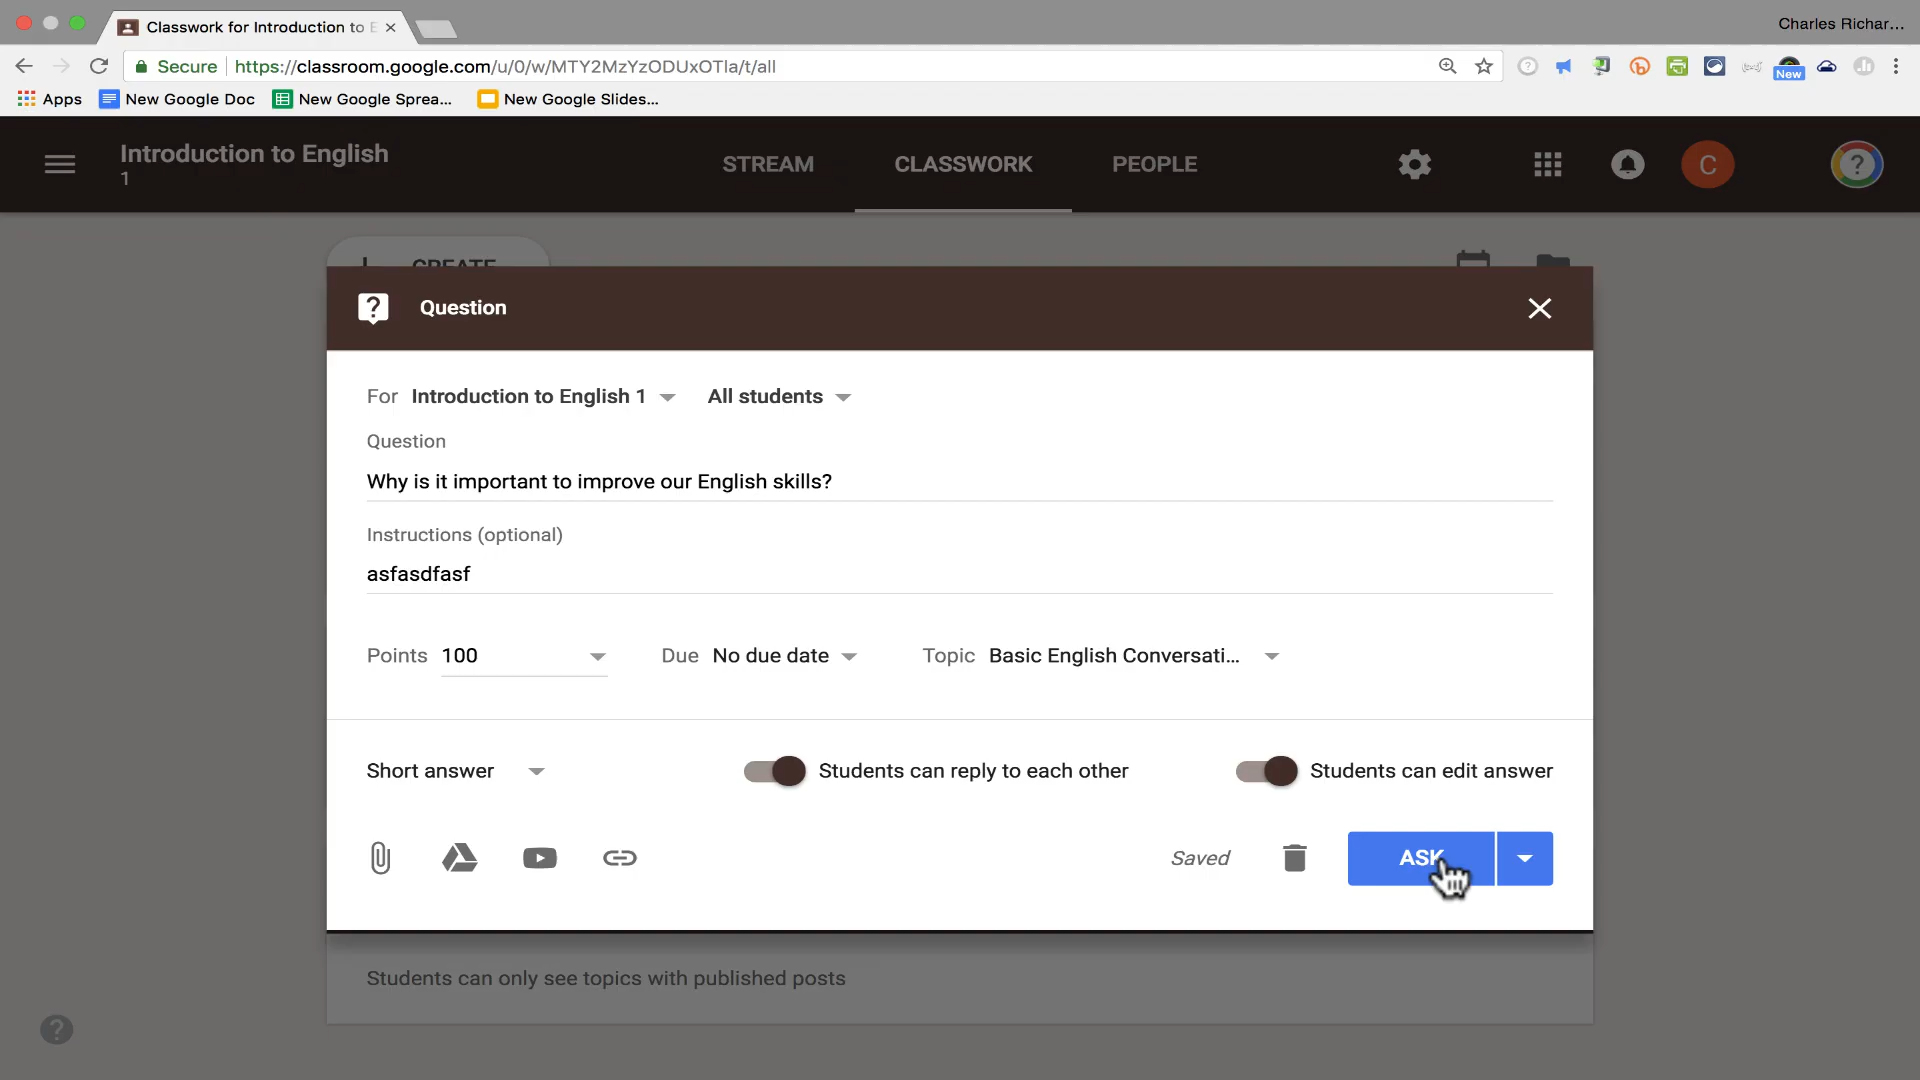 Classwork for Introduction to E
Charles Richar...
Secure https://classroom.google.com/u/0/w/MTY2MzYzODUxOTla/t/all
New
Apps New Google Doc New Google Sprea... New Google Slides...
Introduction to English
1
STREAM CLASSWORK PEOPLE
C
?
CREATE
Question
For Introduction to English 1 All students
Question
Why is it important to improve our English skills?
Instructions (optional)
asfasdfasf
Points 100 Due No due date Topic Basic English Conversati...
Short answer Students can reply to each other Students can edit answer
Saved ASK
Students can only see topics with published posts
?